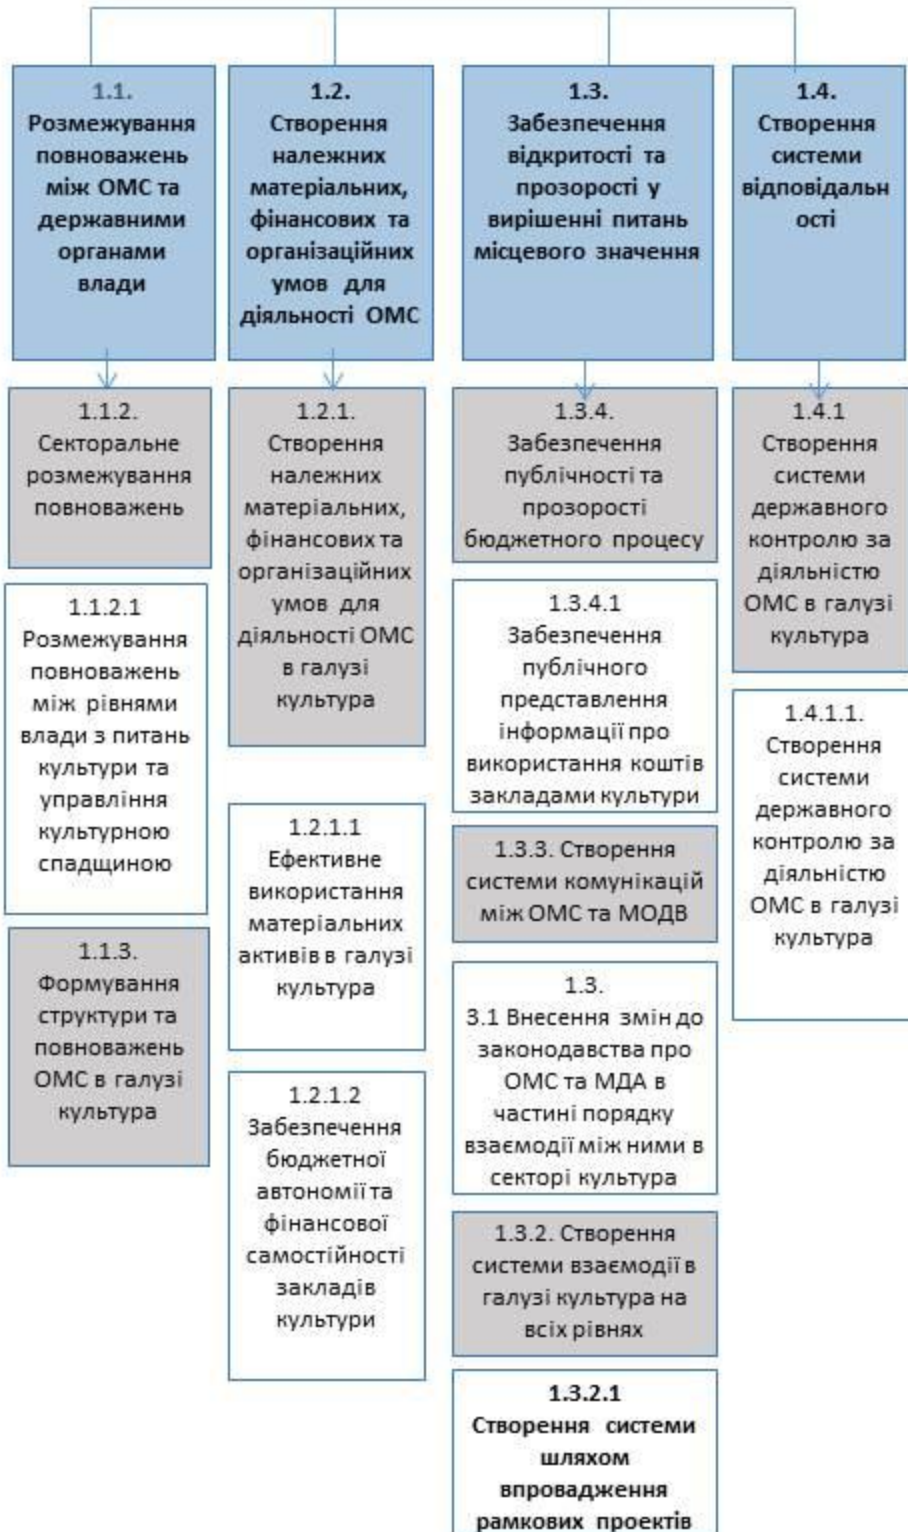 1.1.
Розмежування
повноважень
між ОМС та
державними
органами
влади
1.1.2.
Секторальне
розмежування
повноважень
1.1.2.1
Розмежування
повноважень
між рівнями
влади з питань
культури та
управління
культурною
спадщиною
1.1.3.
Формування
структури та
повноважень
ОМС в галузі
культура
1.2.
Створення
належних
матеріальних,
фінансових та
організаційних
умов для
діяльності ОМС
1.2.1.
Створення
належних
матеріальних,
фінансових та
організаційних
умов для
діяльності ОМС
в галузі
культура
1.2.1.1
Ефективне
використання
матеріальних
активів в галузі
культура
1.2.1.2
Забезпечення
бюджетної
автономії та
фінансової
самостійності
закладів
культури
1.3.
Забезпечення
відкритості та
прозорості у
вирішенні питань
місцевого значення
1.3.4.
Забезпечення
публічності та
прозорості
бюджетного процесу
1.3.4.1
Забезпечення
публічного
представлення
інформації про
використання коштів
закладами культури
1.3.3. Створення
системи комунікацій
між ОМС та МОДВ
1.3.
3.1 Внесення змін до
законодавства про
ОМС та МДА в
частині порядку
взаємодії між ними в
секторі культура
1.3.2. Створення
системи взаємодії в
галузі культура на
всіх рівнях
1.3.2.1
Створення системи
шляхом
впровадження
рамкових проектів
1.4.
Створення
системи
відповідальн
ості
1.4.1
Створення
системи
державного
контролю за
діяльністю
ОМС в галузі
культура
1.4.1.1.
Створення
системи
державного
контролю за
діяльністю
ОМС в галузі
культура